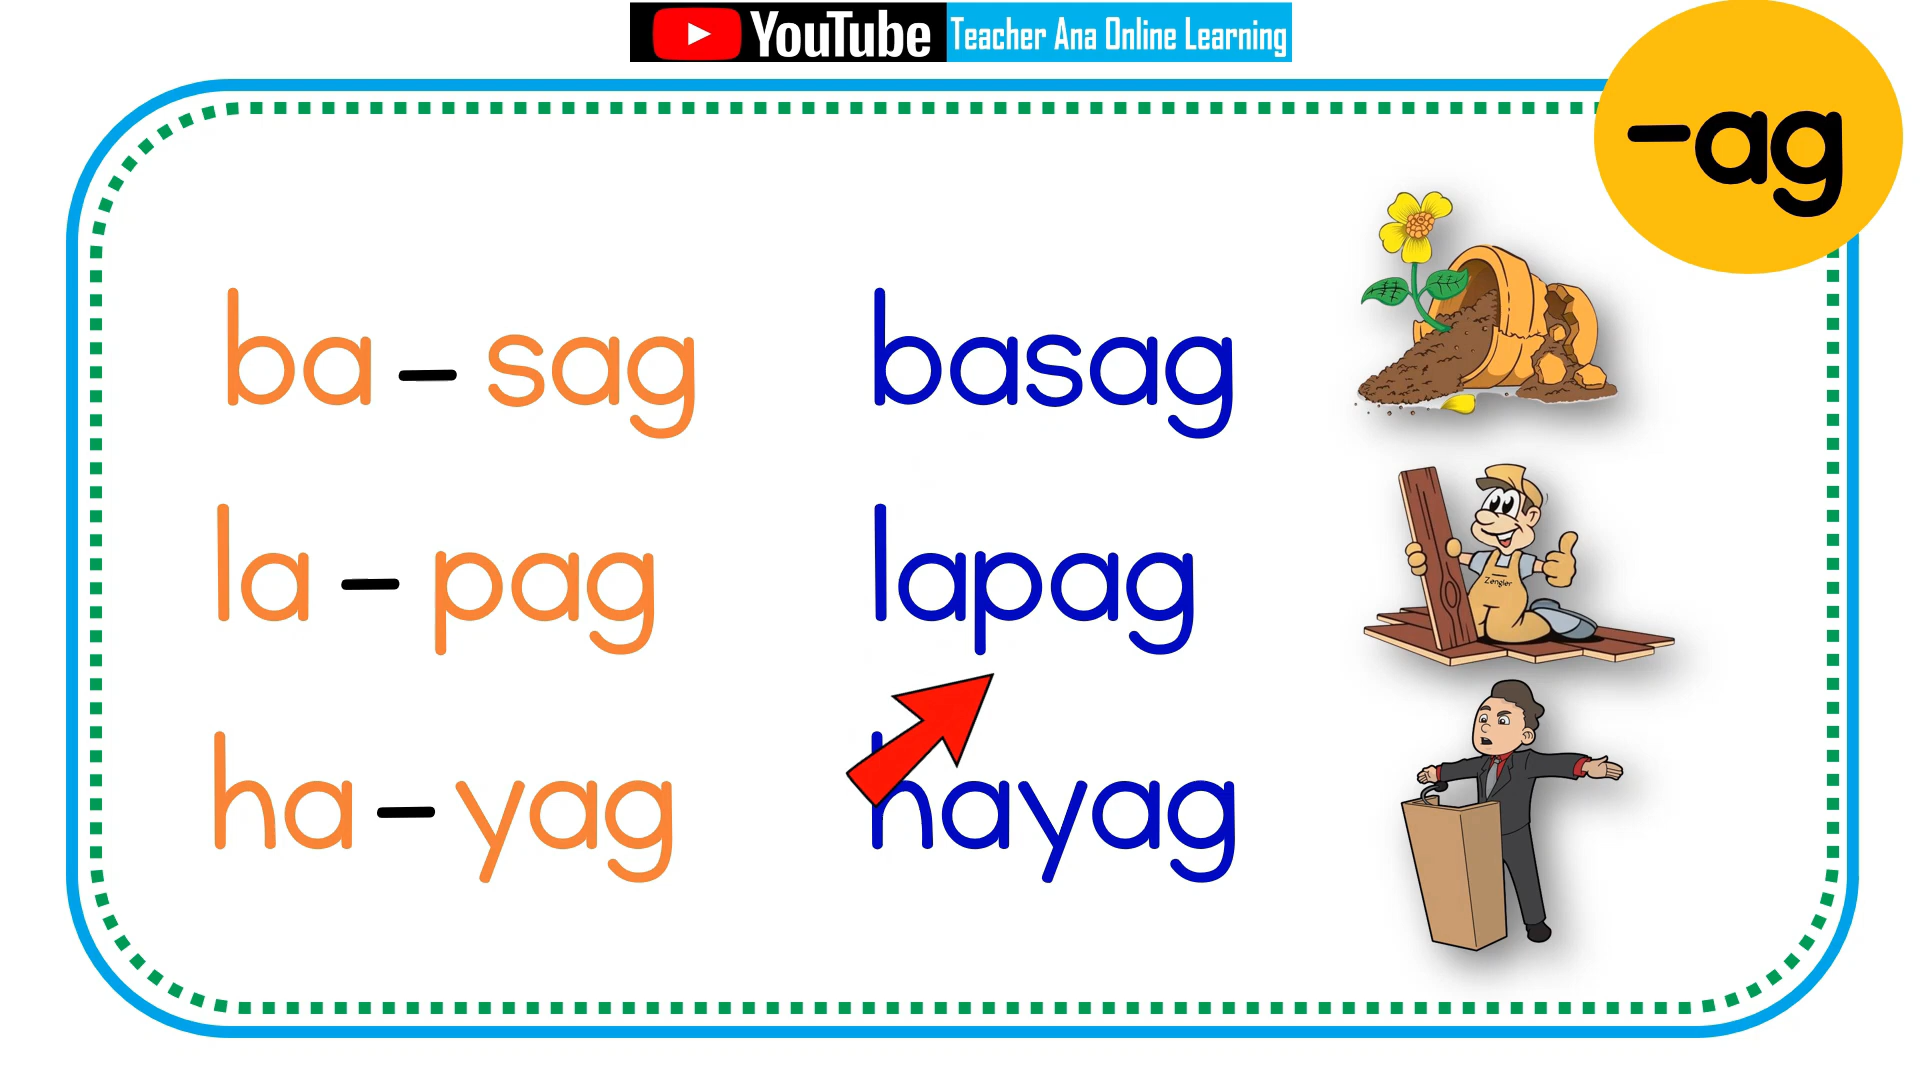 YouTube Teacher Ana Online Learning
-ag
ba - sag basag
la - pag lapag
Zengler
ha - yag hayag